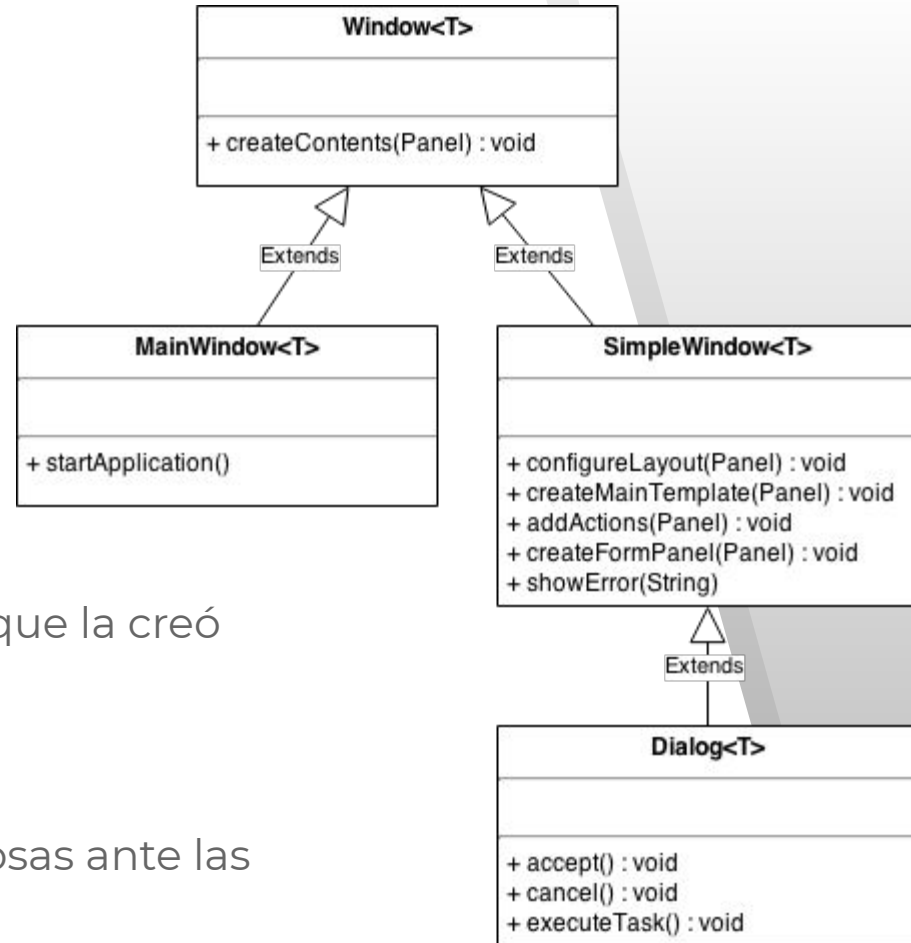 Window<T>
+ createContents(Panel) : void
Extends
Extends
MainWindow<T>
+ startApplication()
SimpleWindow<T>
+ configureLayout(Panel) : void
+ createMainTemplate(Panel) : void
+ addActions(Panel) : void
+ createFormPanel(Panel) : void
+ showError(String)
que la creó
Extends
Dialog<T>
osas ante las
+ accept() : void
+ cancel() : void
+ executeTask() : void